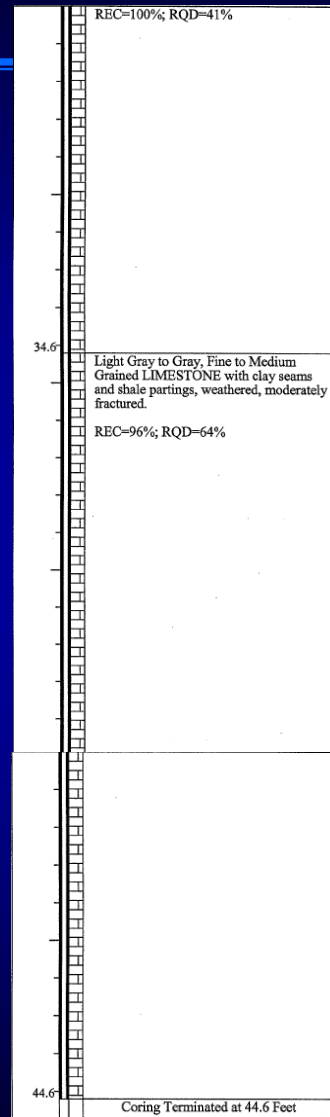 REC=100%; RQD=41%
34.6
Light Gray to Gray, Fine to Medium
Grained LIMESTONE with clay seams
and shale partings, weathered, moderately
fractured.
REC=96%; RQD=64%
44.6
Coring Terminated at 44.6 Feet